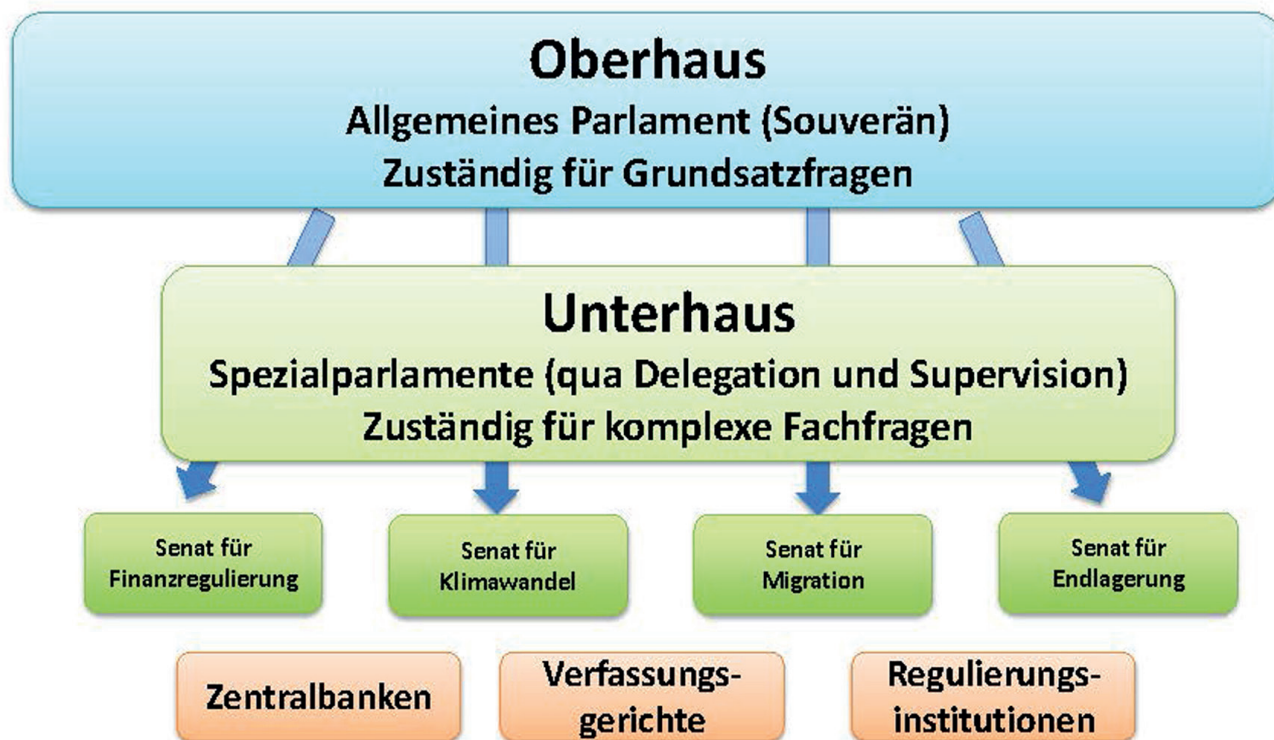 Oberhaus
Allgemeines Parlament (Souverän)
Zuständig für Grundsatzfragen
Unterhaus
Spezialparlamente (qua Delegation und Supervision)
Zuständig für komplexe Fachfragen
Senat für
Finanzregulierung
Senat für
Klimawandel
Senat für
Migration
Senat für
Endlagerung
Zentralbanken
Verfassungs-
gerichte
Regulierungs-
institutionen